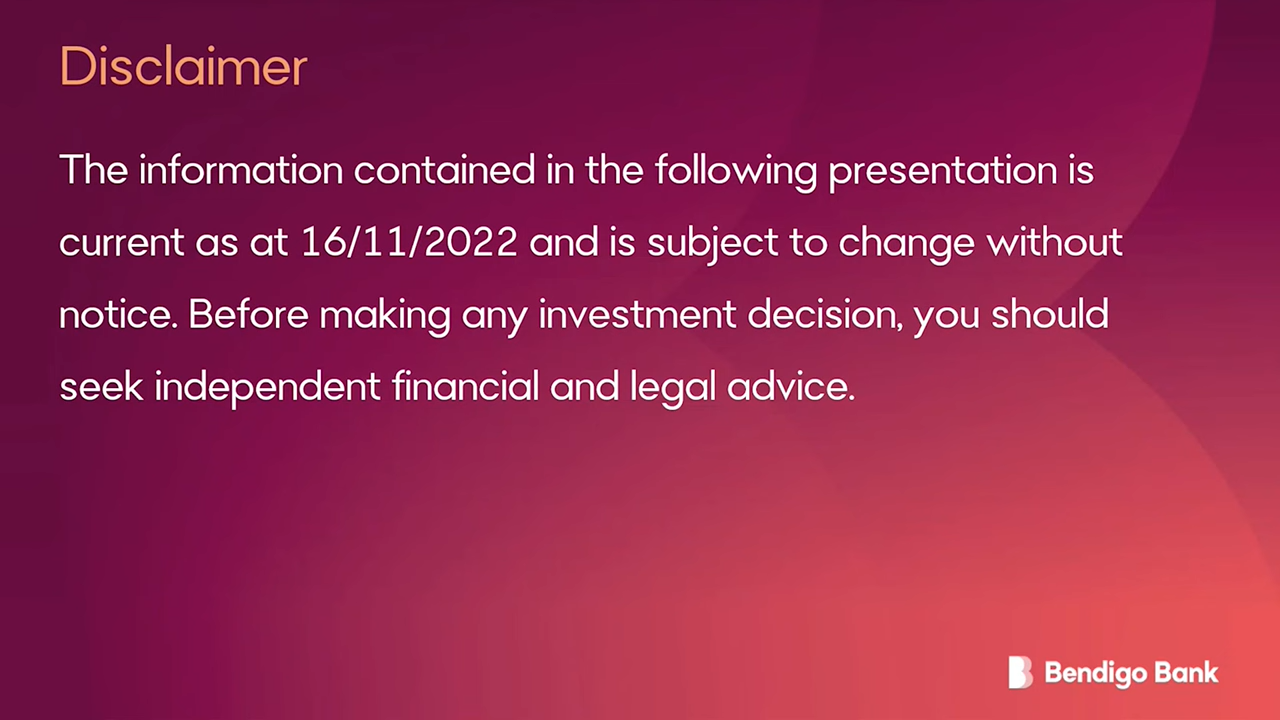 Disclaimer
The information contained in the following presentation is
current as at 16/11/2022 and is subject to change without
notice. Before making any investment decision, you should
seek independent financial and legal advice.
Bendigo Bank